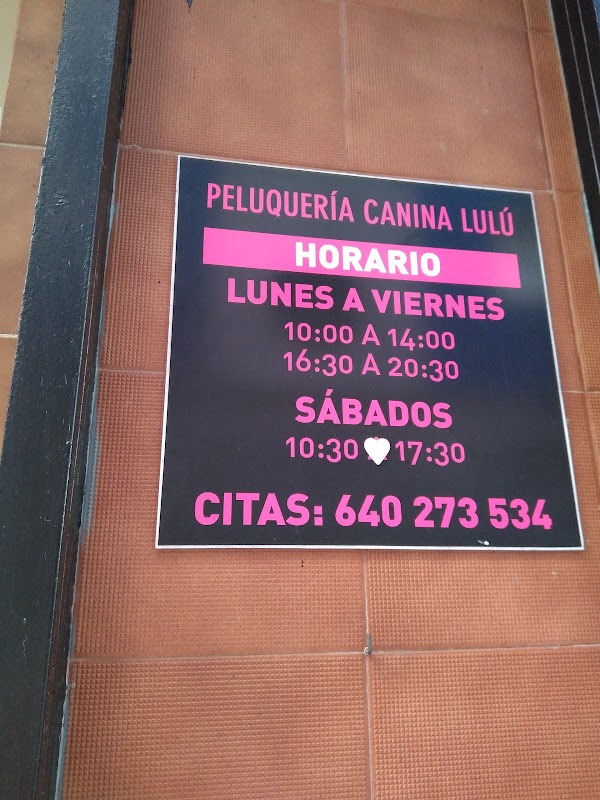 PELUQUERÍA CANINA LULÚ
HORARIO
LUNES A VIERNES
10:00 A 14:00
16:30 A 20:30
SÁBADOS
10:30 17:30
CITAS: 640 273 534